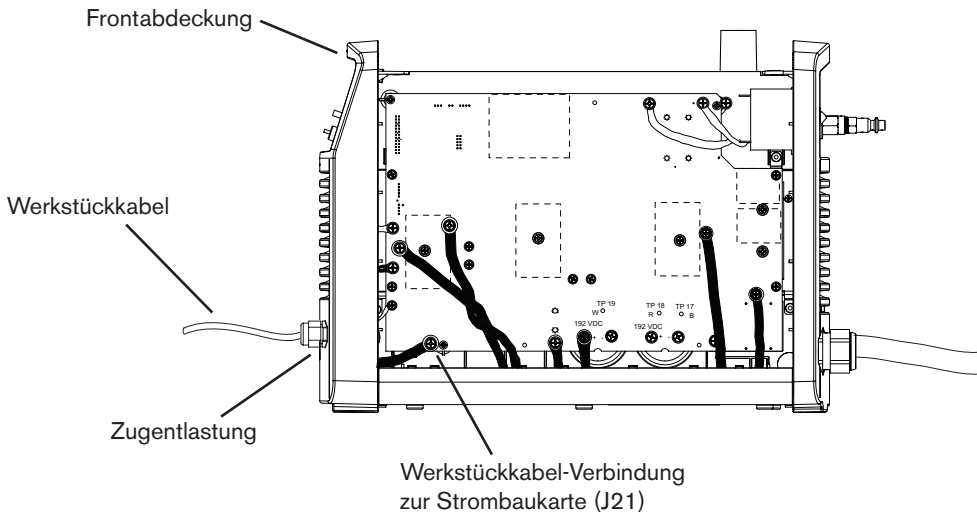 Frontabdeckung
Werkstückkabel
TP 19
W
TP 18
R
TP 17
B
192 VDC
+ -
192 VDC
+ -
Zugentlastung
Werkstückkabel-Verbindung
zur Strombaukarte (J21)